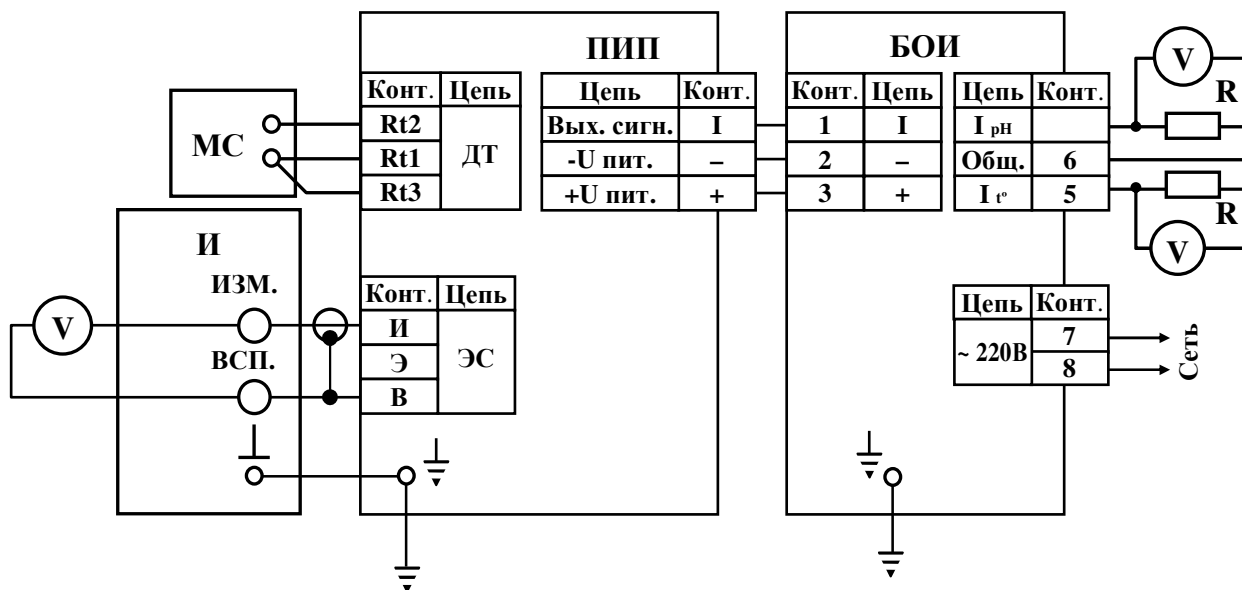 ПИП
БОИ
V
R
Конт. Цепь
Rt2
Rt1
Rt3
ДТ
Цепь Конт.
Вых. сигн. I
-U пит. –
+U пит. +
Конт. Цепь
1 I
2 –
3 +
Цепь Конт.
I pH
Общ. 6
I t° 5
R
V
МС
И
ИЗМ.
ВСП.
V
Конт. Цепь
И
Э
В
ЭС
Цепь Конт.
~ 220В
7
8
Сеть